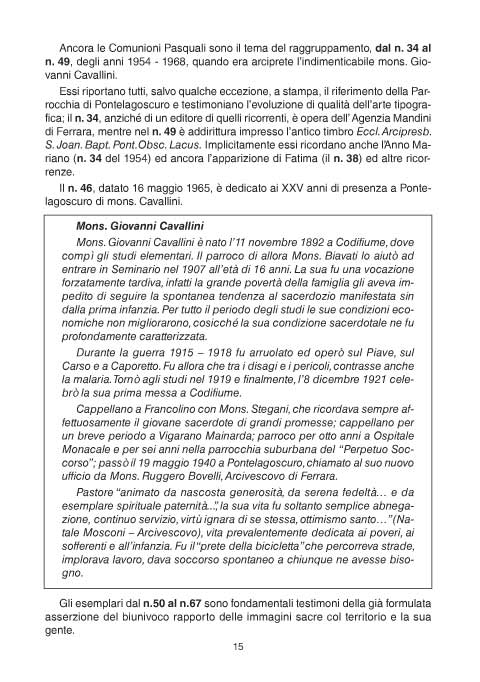 Ancora le Comunioni Pasquali sono il tema del raggruppamento, dal n. 34 al
n. 49, degli anni 1954 - 1968, quando era arciprete l'indimenticabile mons. Gio-
vanni Cavallini.
Essi riportano tutti, salvo qualche eccezione, a stampa, il riferimento della Par-
rocchia di Pontelagoscuro e testimoniano l'evoluzione di qualità dell'arte tipogra-
fica; il n. 34, anziché di un editore di quelli ricorrenti, è opera dell'Agenzia Mandini
di Ferrara, mentre nel n. 49 è addirittura impresso l'antico timbro Eccl. Arcipresb.
S. Joan. Bapt. Pont. Obsc. Lacus. Implicitamente essi ricordano anche l'Anno Ma-
riano (n. 34 del 1954) ed ancora l'apparizione di Fatima (il n. 38) ed altre ricor-
renze.
Il n. 46, datato 16 maggio 1965, è dedicato ai XXV anni di presenza a Ponte-
lagoscuro di mons. Cavallini.
Mons. Giovanni Cavallini
Mons. Giovanni Cavallini è nato l'11 novembre 1892 a Codifiume, dove
compì gli studi elementari. Il parroco di allora Mons. Biavati lo aiutò ad
entrare in Seminario nel 1907 all'età di 16 anni. La sua fu una vocazione
forzatamente tardiva, infatti la grande povertà della famiglia gli aveva im-
pedito di seguire la spontanea tendenza al sacerdozio manifestata sin
dalla prima infanzia. Per tutto il periodo degli studi le sue condizioni eco-
nomiche non migliorarono, cosicché la sua condizione sacerdotale ne fu
profondamente caratterizzata.
Durante la guerra 1915 – 1918 fu arruolato ed operò sul Piave, sul
Carso e a Caporetto. Fu allora che tra i disagi e i pericoli, contrasse anche
la malaria. Tornò agli studi nel 1919 e finalmente, l'8 dicembre 1921 cele-
brò la sua prima messa a Codifiume.
Cappellano a Francolino con Mons. Stegani, che ricordava sempre af-
fettuosamente il giovane sacerdote di grandi promesse; cappellano per
un breve periodo a Vigarano Mainarda; parroco per otto anni a Ospitale
Monacale e per sei anni nella parrocchia suburbana del "Perpetuo Soc-
corso"; passò il 19 maggio 1940 a Pontelagoscuro, chiamato al suo nuovo
ufficio da Mons. Ruggero Bovelli, Arcivescovo di Ferrara.
Pastore "animato da nascosta generosità, da serena fedeltà... e da
esemplare spirituale paternità...", la sua vita fu soltanto semplice abnega-
zione, continuo servizio, virtù ignara di se stessa, ottimismo santo..." (Na-
tale Mosconi – Arcivescovo), vita prevalentemente dedicata ai poveri, ai
sofferenti e all'infanzia. Fu il "prete della bicicletta" che percorreva strade,
implorava lavoro, dava soccorso spontaneo a chiunque ne avesse biso-
gno.
Gli esemplari dal n.50 al n.67 sono fondamentali testimoni della già formulata
asserzione del biunivoco rapporto delle immagini sacre col territorio e la sua
gente.
15